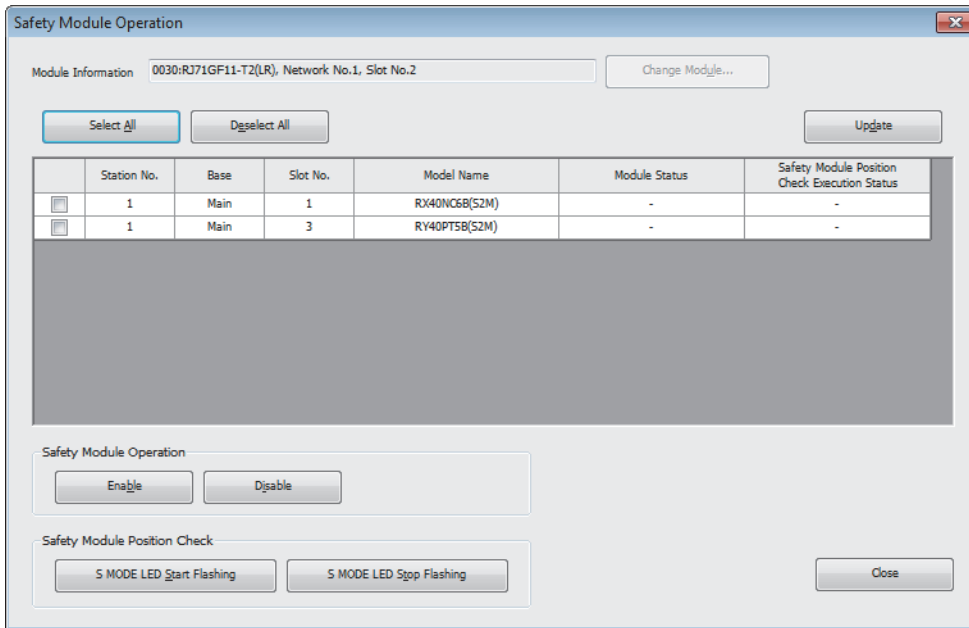 Safety Module Operation
Module Information 0030:RJ71GF11-T2(LR), Network No.1, Slot No.2 Change Module...
Select All Deselect All Update
Station No. Base Slot No. Model Name Module Status Safety Module Position
Check Execution Status
1 Main 1 RX40NC6B(S2M) - -
1 Main 3 RY40PT5B(S2M) - -
Safety Module Operation
Enable Disable
Safety Module Position Check
S MODE LED Start Flashing S MODE LED Stop Flashing Close